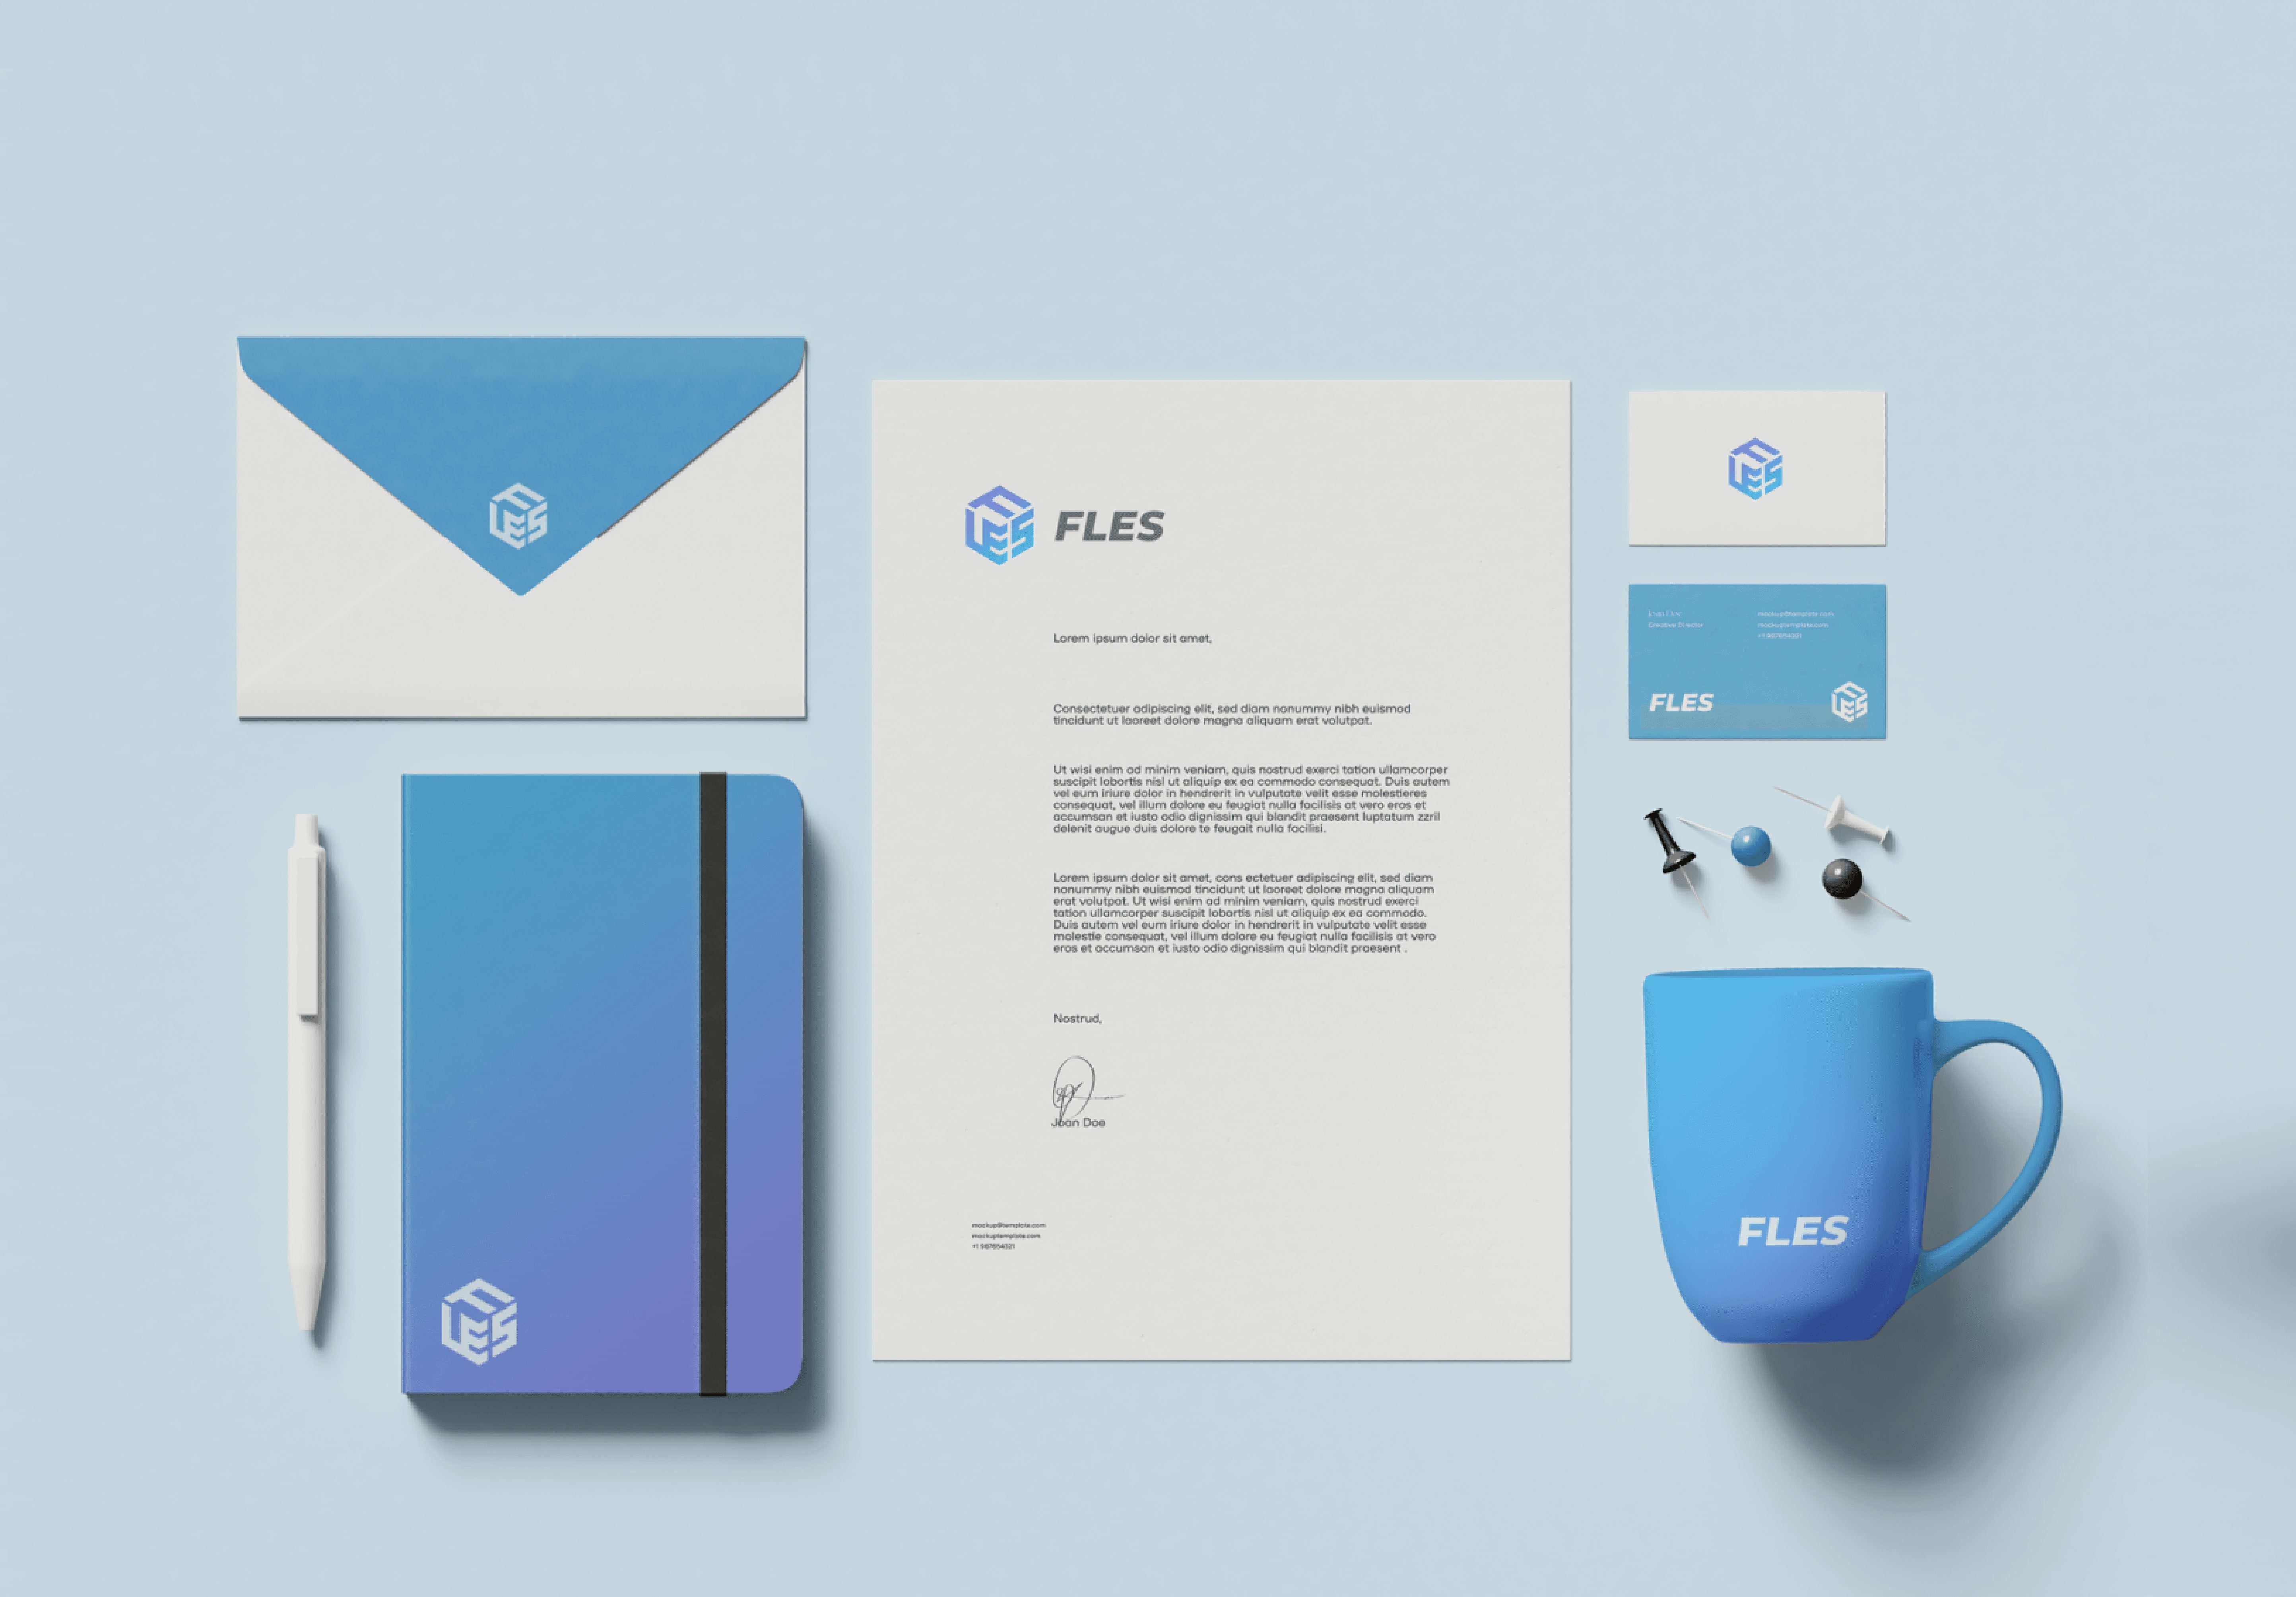 FLES
FLES
FLES
Lorem ipsum dolor sit amet,
Consectetuer adipiscing elit, sed diam nonummy nibh euismod
tincidunt ut laoreet dolore magna aliquam erat volutpat.
Ut wisi enim ad minim veniam, quis nostrud exerci tation ullamcorper
suscipit lobortis nisl ut aliquip ex ea commodo consequat. Duis autem
vel eum iriure dolor in hendrerit in vulputate velit esse molestieres
consequat, vel illum dolore eu feugiat nulla facilisis at vero eros et
accumsan et iusto odio dignissim qui blandit praesent luptatum zzril
delenit augue duis dolore te feugait nulla facilisi.
Lorem ipsum dolor sit amet, cons ectetuer adipiscing elit, sed diam
nonummy nibh euismod tincidunt ut laoreet dolore magna aliquam
erat volutpat. Ut wisi enim ad minim veniam, quis nostrud exerci
tation ullamcorper suscipit lobortis nisl ut aliquip ex ea commodo.
Duis autem vel eum iriure dolor in hendrerit in vulputate velit esse
molestie consequat, vel illum dolore eu feugiat nulla facilisis at vero
eros et accumsan et iusto odio dignissim qui blandit praesent .
Nostrud,
Joan Doe
mockup@template.com
mockuptemplate.com
+1 987654321
FLES
FLES
Joan Doe
Creative Director
mockup@template.com
mockuptemplate.com
+1 987654321
FLES
FLES
FLES